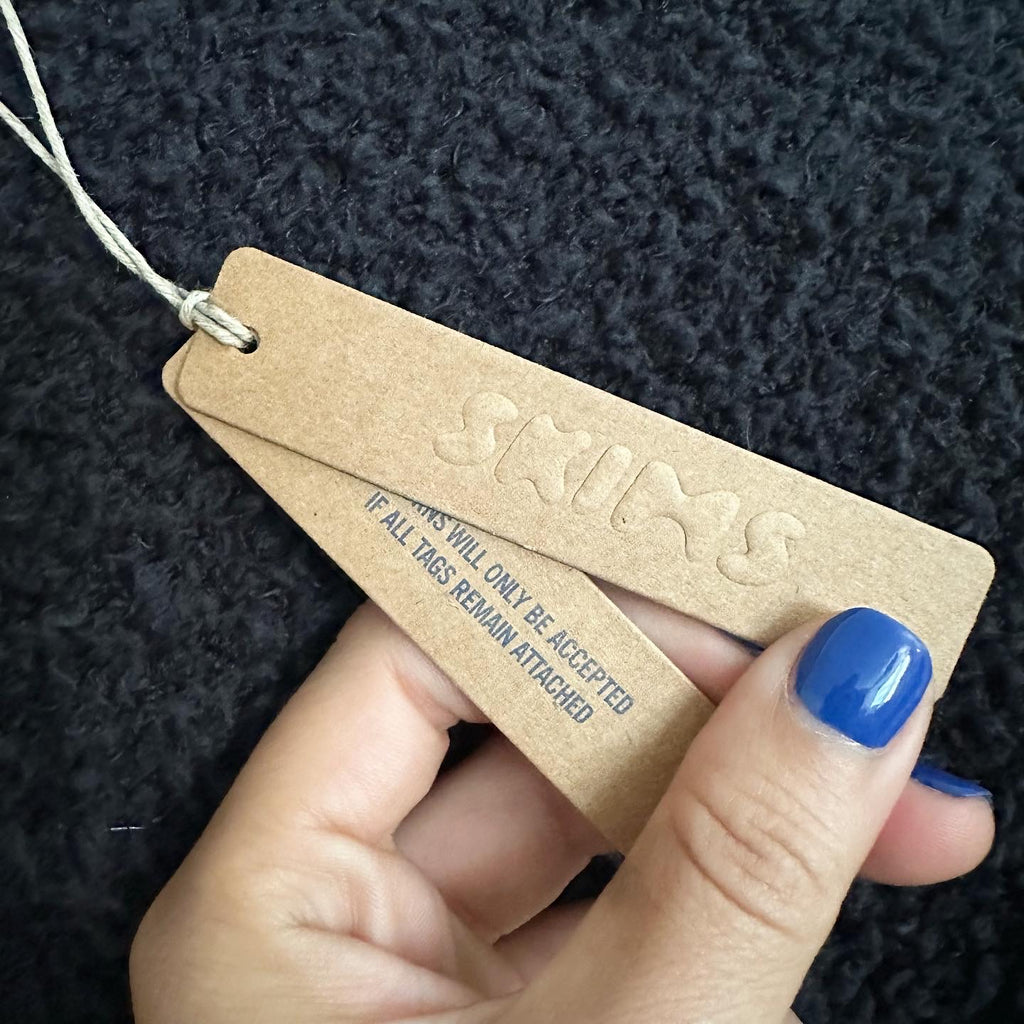 SKIMS
WILL ONLY BE ACCEPTED
IF ALL TAGS REMAIN ATTACHED